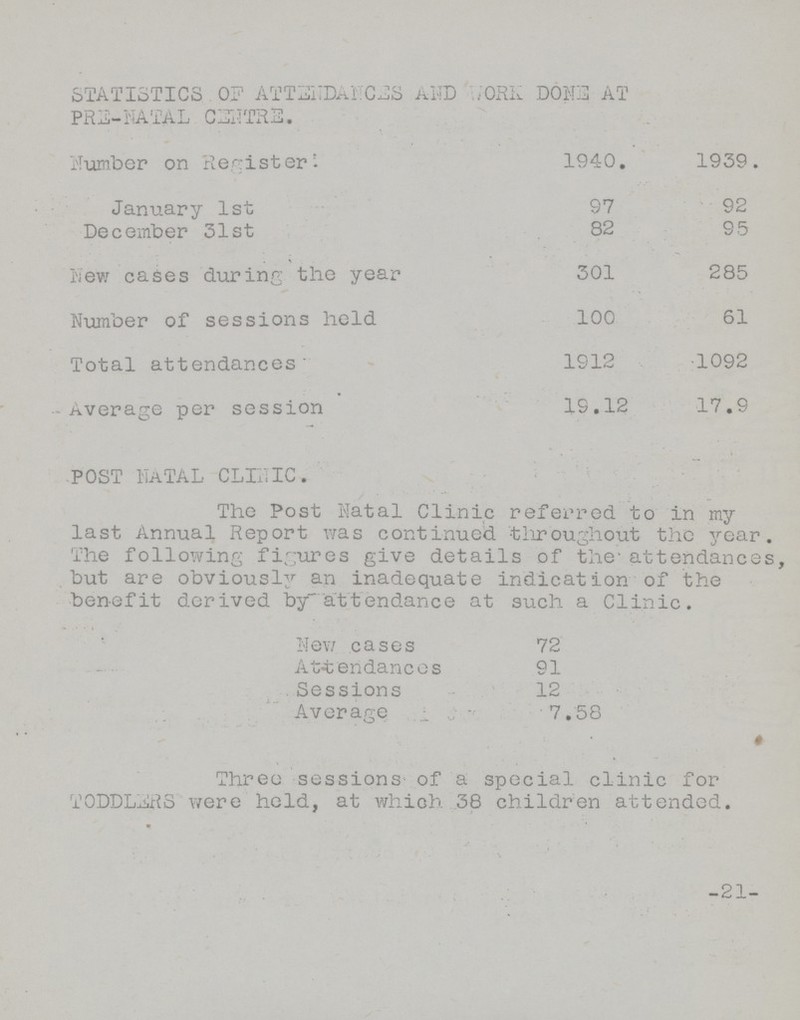 STATISTICS OF ATTENDANCES AND WORK DONE AT
PRE-NATAL CENTRE.
Number on Register: 1940. 1939.
January 1st 97 92
December 31st 82 95
New cases during the year 301 285
Number of sessions held 100 61
Total attendances 1912 1092
Average per session 19.12 17.9
POST NATAL CLINIC.
The Post Natal Clinic referred to in my
last Annual Report was continued throughout the year.
The following figures give details of the attendances,
but are obviously an inadequate indication of the
benefit derived by attendance at such a Clinic.
New cases 72
Attendances 91
Sessions 12
Average 7.58
Three sessions of a special clinic for
TODDLERS were held, at which 38 children attended.
-21-